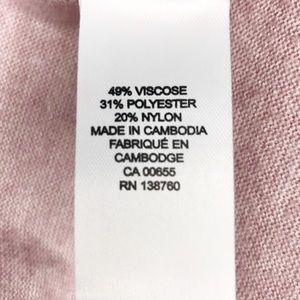 49% VISCOSE
31% POLYESTER
20% NYLON
MADE IN CAMBODIA
FABRIQUÉ EN
CAMBODGE
CA 00655
RN 138760